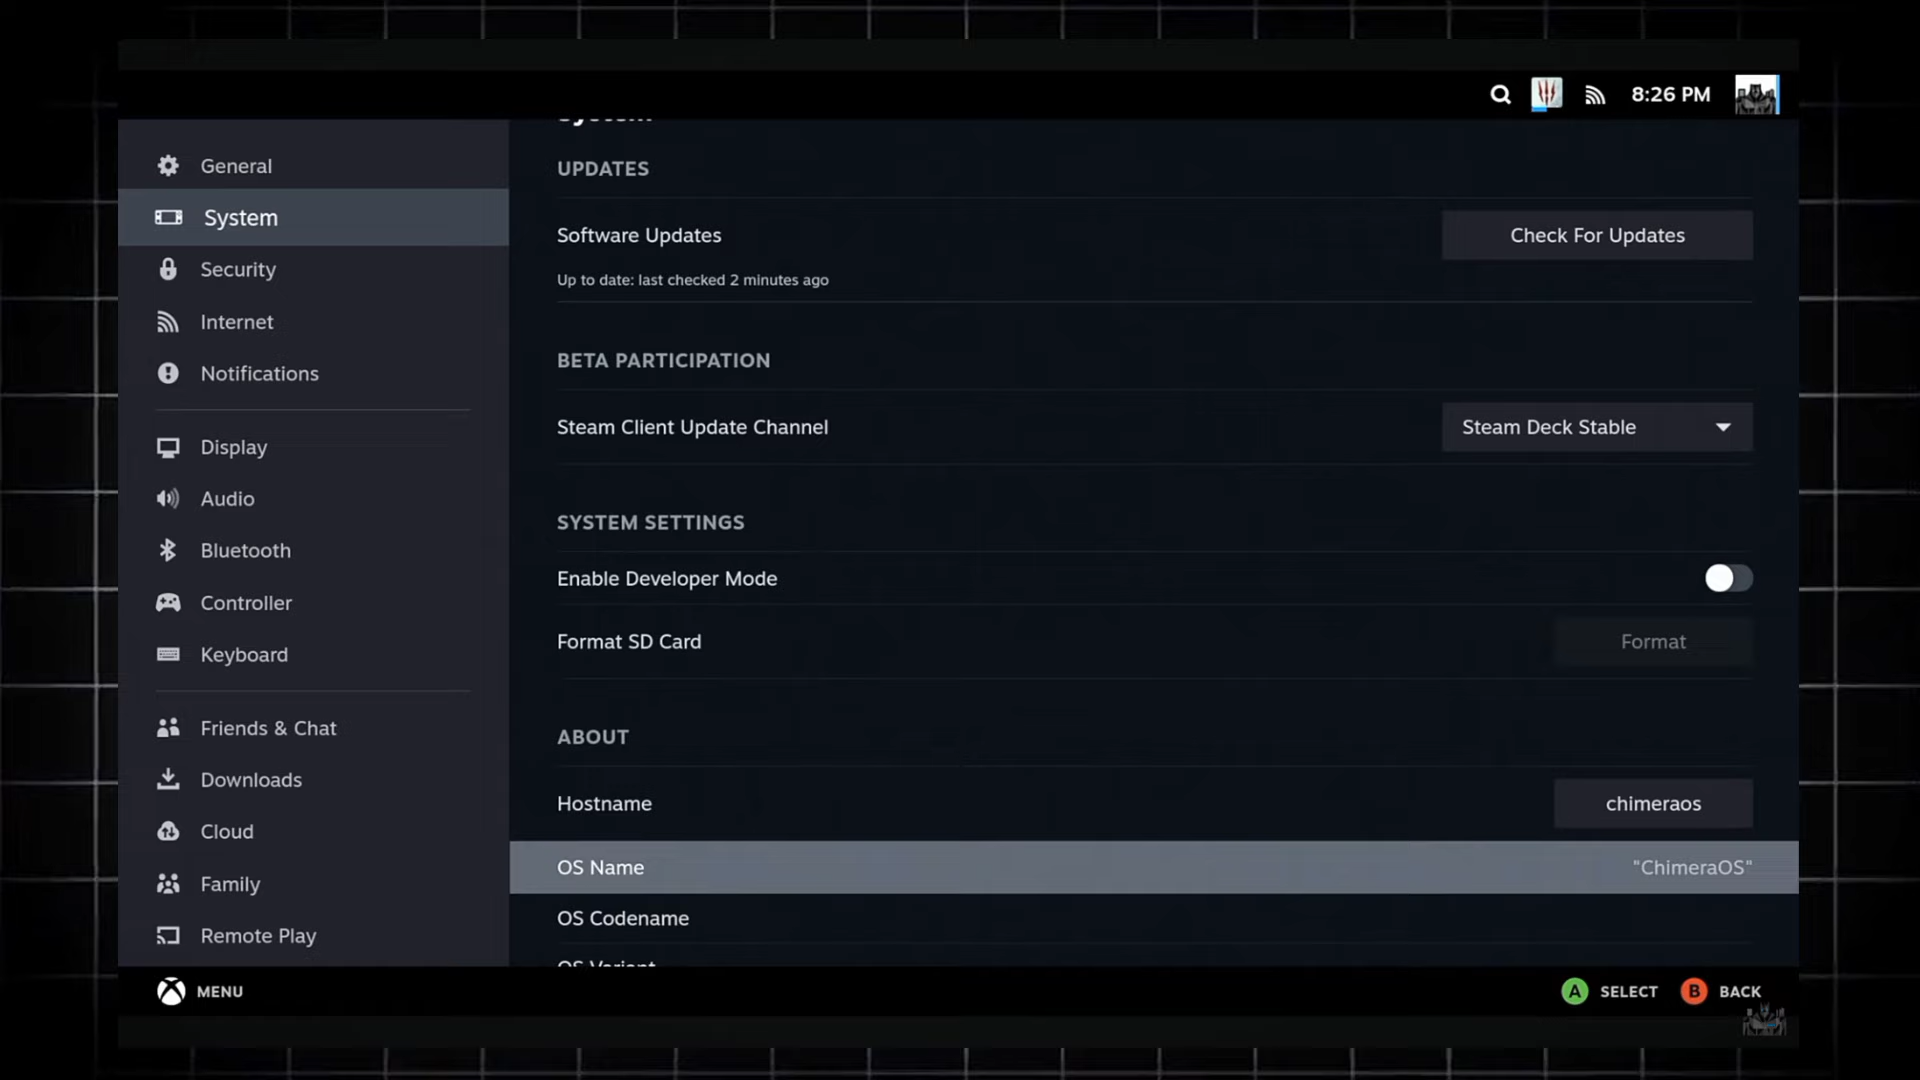 8:26 PM
System
General
System
Security
Internet
Notifications
Display
Audio
Bluetooth
Controller
Keyboard
Friends & Chat
Downloads
Cloud
Family
Remote Play
UPDATES
Software Updates
Check For Updates
Up to date: last checked 2 minutes ago
BETA PARTICIPATION
Steam Client Update Channel
Steam Deck Stable
SYSTEM SETTINGS
Enable Developer Mode
Format SD Card
Format
ABOUT
Hostname
chimeraos
OS Name
"ChimeraOS"
OS Codename
OS Variant
MENU
A SELECT
B BACK